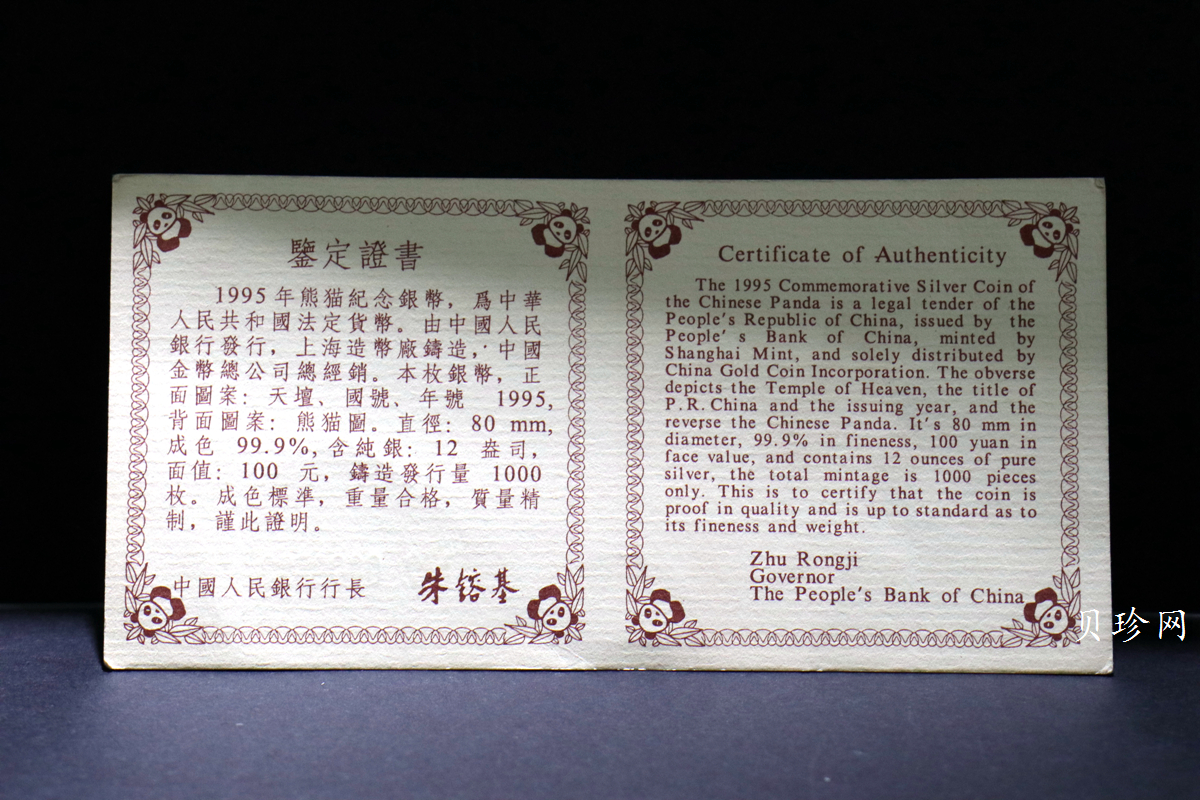 鑒定證書
1995年熊猫紀念銀幣，爲中華
人民共和國法定貨幣。由中國人民
銀行發行，上海造幣廠鑄造，中國
金幣總公司總經銷。本枚銀幣，正
面圖案：天壇、國號、年號 1995,
背面圖案：熊猫圖。直徑：80 mm,
成色 99.9%, 含純銀：12 盎司，
面值：100 元，鑄造發行量 1000
枚。成色標準，重量合格，質量精
制，謹此證明。
中國人民銀行行長 朱鎔基
Certificate of Authenticity
The 1995 Commemorative Silver Coin of
the Chinese Panda is a legal tender of the
People's Republic of China, issued by the
People's Bank of China, minted by
Shanghai Mint, and solely distributed by
China Gold Coin Incorporation. The obverse
depicts the Temple of Heaven, the title of
P.R.China and the issuing year, and the
reverse the Chinese Panda. It's 80 mm in
diameter, 99.9% in fineness, 100 yuan in
face value, and contains 12 ounces of pure
silver, the total mintage is 1000 pieces
only. This is to certify that the coin is
proof in quality and is up to standard as to
its fineness and weight.
Zhu Rongji
Governor
The People's Bank of China
贝珍网